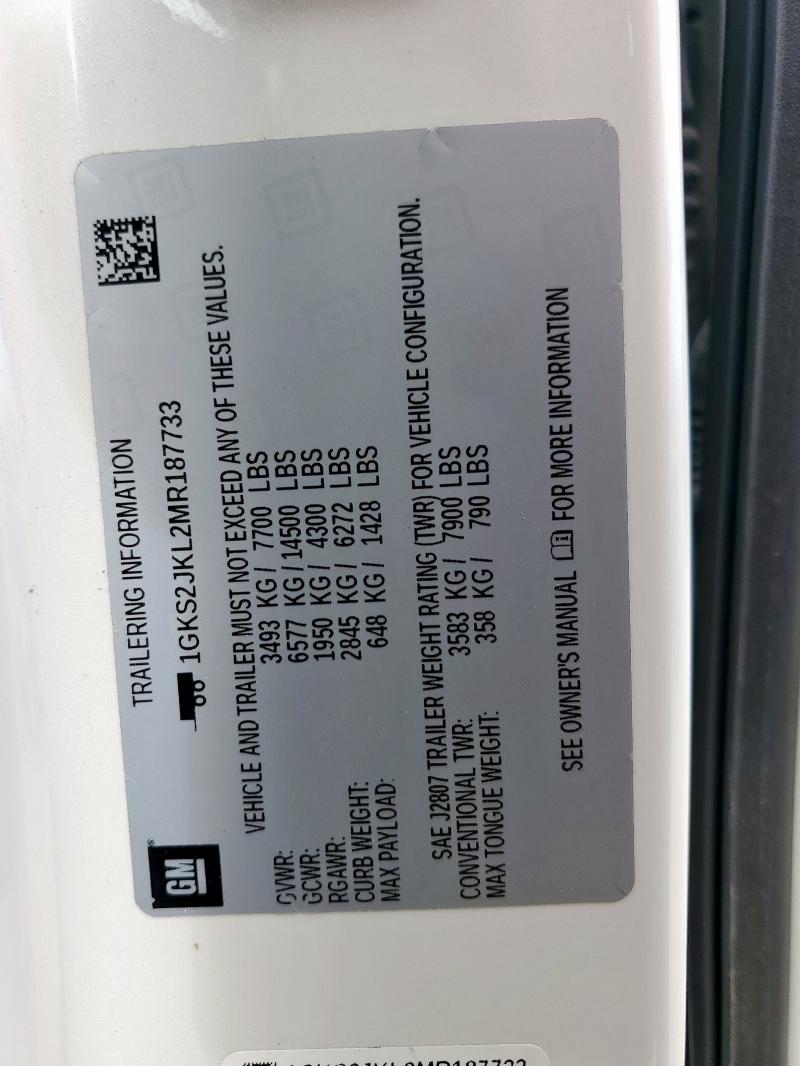 GM
TRAILERING INFORMATION
1GKS2JKL2MR187733
VEHICLE AND TRAILER MUST NOT EXCEED ANY OF THESE VALUES.
GVWR: 3493 KG / 7700 LBS
GCWR: 6577 KG / 14500 LBS
RGAWR: 1950 KG / 4300 LBS
CURB WEIGHT: 2845 KG / 6272 LBS
MAX PAYLOAD: 648 KG / 1428 LBS
SAE J2807 TRAILER WEIGHT RATING (TWR) FOR VEHICLE CONFIGURATION.
CONVENTIONAL TWR: 3583 KG / 7900 LBS
MAX TONGUE WEIGHT: 358 KG / 790 LBS
SEE OWNER'S MANUAL FOR MORE INFORMATION